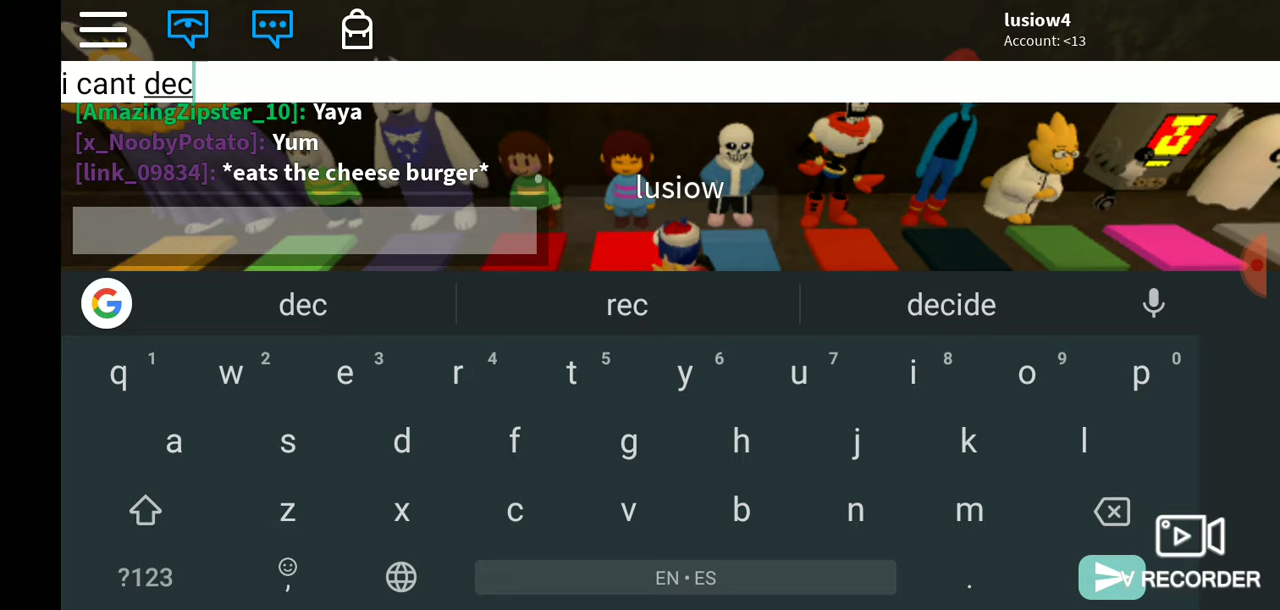 lusiow4
Account: <13
i cant dec
[AmazingZipster_10]: Yaya
[x_NoobyPotato]: Yum
[link_09834]: *eats the cheese burger*
lusiow
G dec rec decide
q 1 w 2 e 3 r 4 t 5 y 6 u 7 i 8 o 9 p 0
a s d f g h j k l
z x c v b n m
?123 , EN • ES .
RECORDER